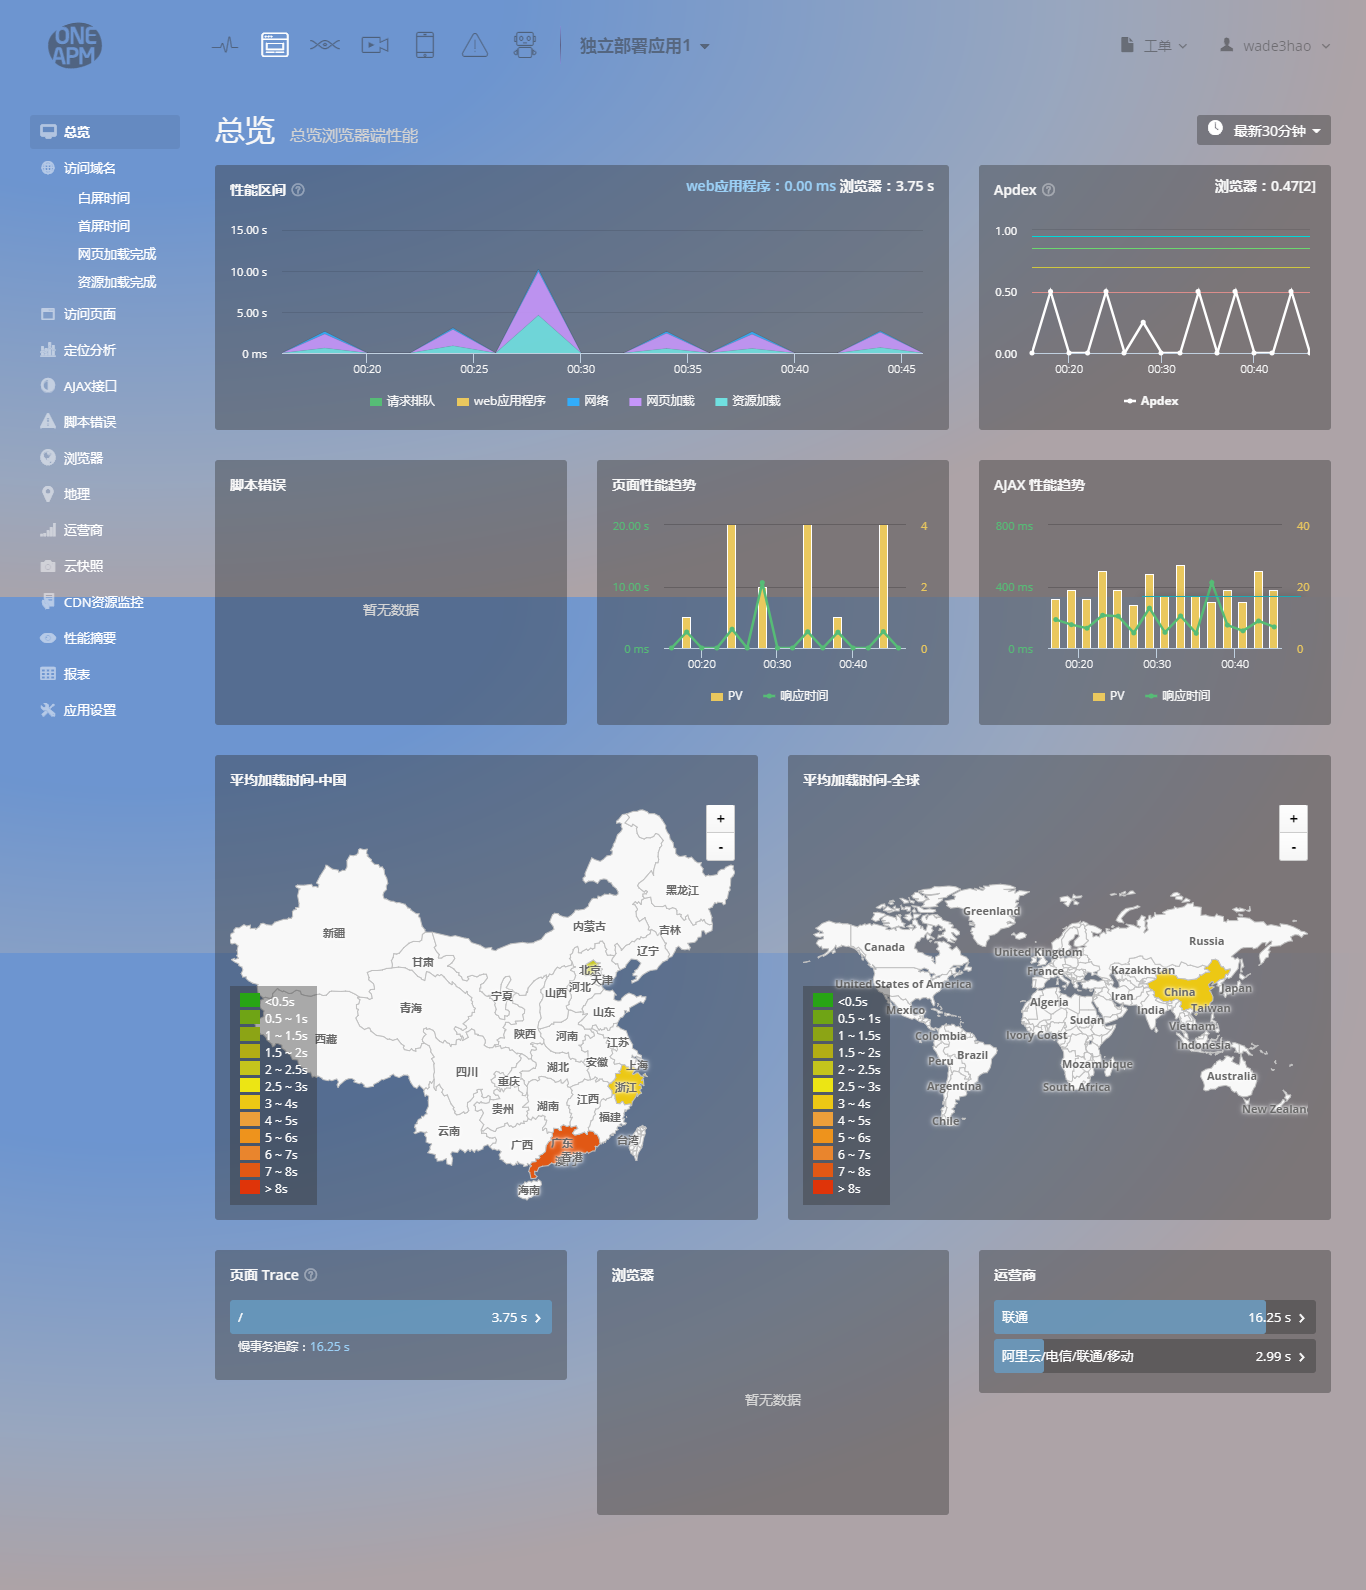 ONE
APM
独立部署应用1
工单
wade3hao
总览
访问域名
白屏时间
首屏时间
网页加载完成
资源加载完成
访问页面
定位分析
AJAX接口
脚本错误
浏览器
地理
运营商
云快照
CDN资源监控
性能摘要
报表
应用设置
总览 总览浏览器端性能
最新30分钟
性能区间
web应用程序：0.00 ms 浏览器：3.75 s
15.00 s
10.00 s
5.00 s
0 ms
00:20 00:25 00:30 00:35 00:40 00:45
请求排队 web应用程序 网络 网页加载 资源加载
Apdex
浏览器：0.47[2]
1.00
0.50
0.00
00:20 00:30 00:40
Apdex
脚本错误
暂无数据
页面性能趋势
20.00 s 4
10.00 s 2
0 ms 0
00:20 00:30 00:40
PV 响应时间
AJAX 性能趋势
800 ms 40
400 ms 20
0 ms 0
00:20 00:30 00:40
PV 响应时间
平均加载时间-中国
+
-
黑龙江
内蒙古
吉林
新疆
辽宁
甘肃
北京
天津
河北
山西
宁夏
青海
山东
陕西
河南
西藏
江苏
安徽
上海
湖北
四川
重庆
浙江
江西
湖南
贵州
福建
云南
广西
广东
台湾
香港
海南
<0.5s
0.5 ~ 1s
1 ~ 1.5s
1.5 ~ 2s
2 ~ 2.5s
2.5 ~ 3s
3 ~ 4s
4 ~ 5s
5 ~ 6s
6 ~ 7s
7 ~ 8s
> 8s
平均加载时间-全球
+
-
Greenland
Russia
Canada
United Kingdom
France
Kazakhstan
United States of America
Japan
China
Iran
Algeria
Mexico
India
Taiwan
Sudan
Vietnam
Colombia
Ivory Coast
Indonesia
Brazil
Peru
Mozambique
Australia
Argentina
South Africa
New Zealan
Chile
<0.5s
0.5 ~ 1s
1 ~ 1.5s
1.5 ~ 2s
2 ~ 2.5s
2.5 ~ 3s
3 ~ 4s
4 ~ 5s
5 ~ 6s
6 ~ 7s
7 ~ 8s
> 8s
页面 Trace
/ 3.75 s
慢事务追踪：16.25 s
浏览器
暂无数据
运营商
联通 16.25 s
阿里云/电信/联通/移动 2.99 s